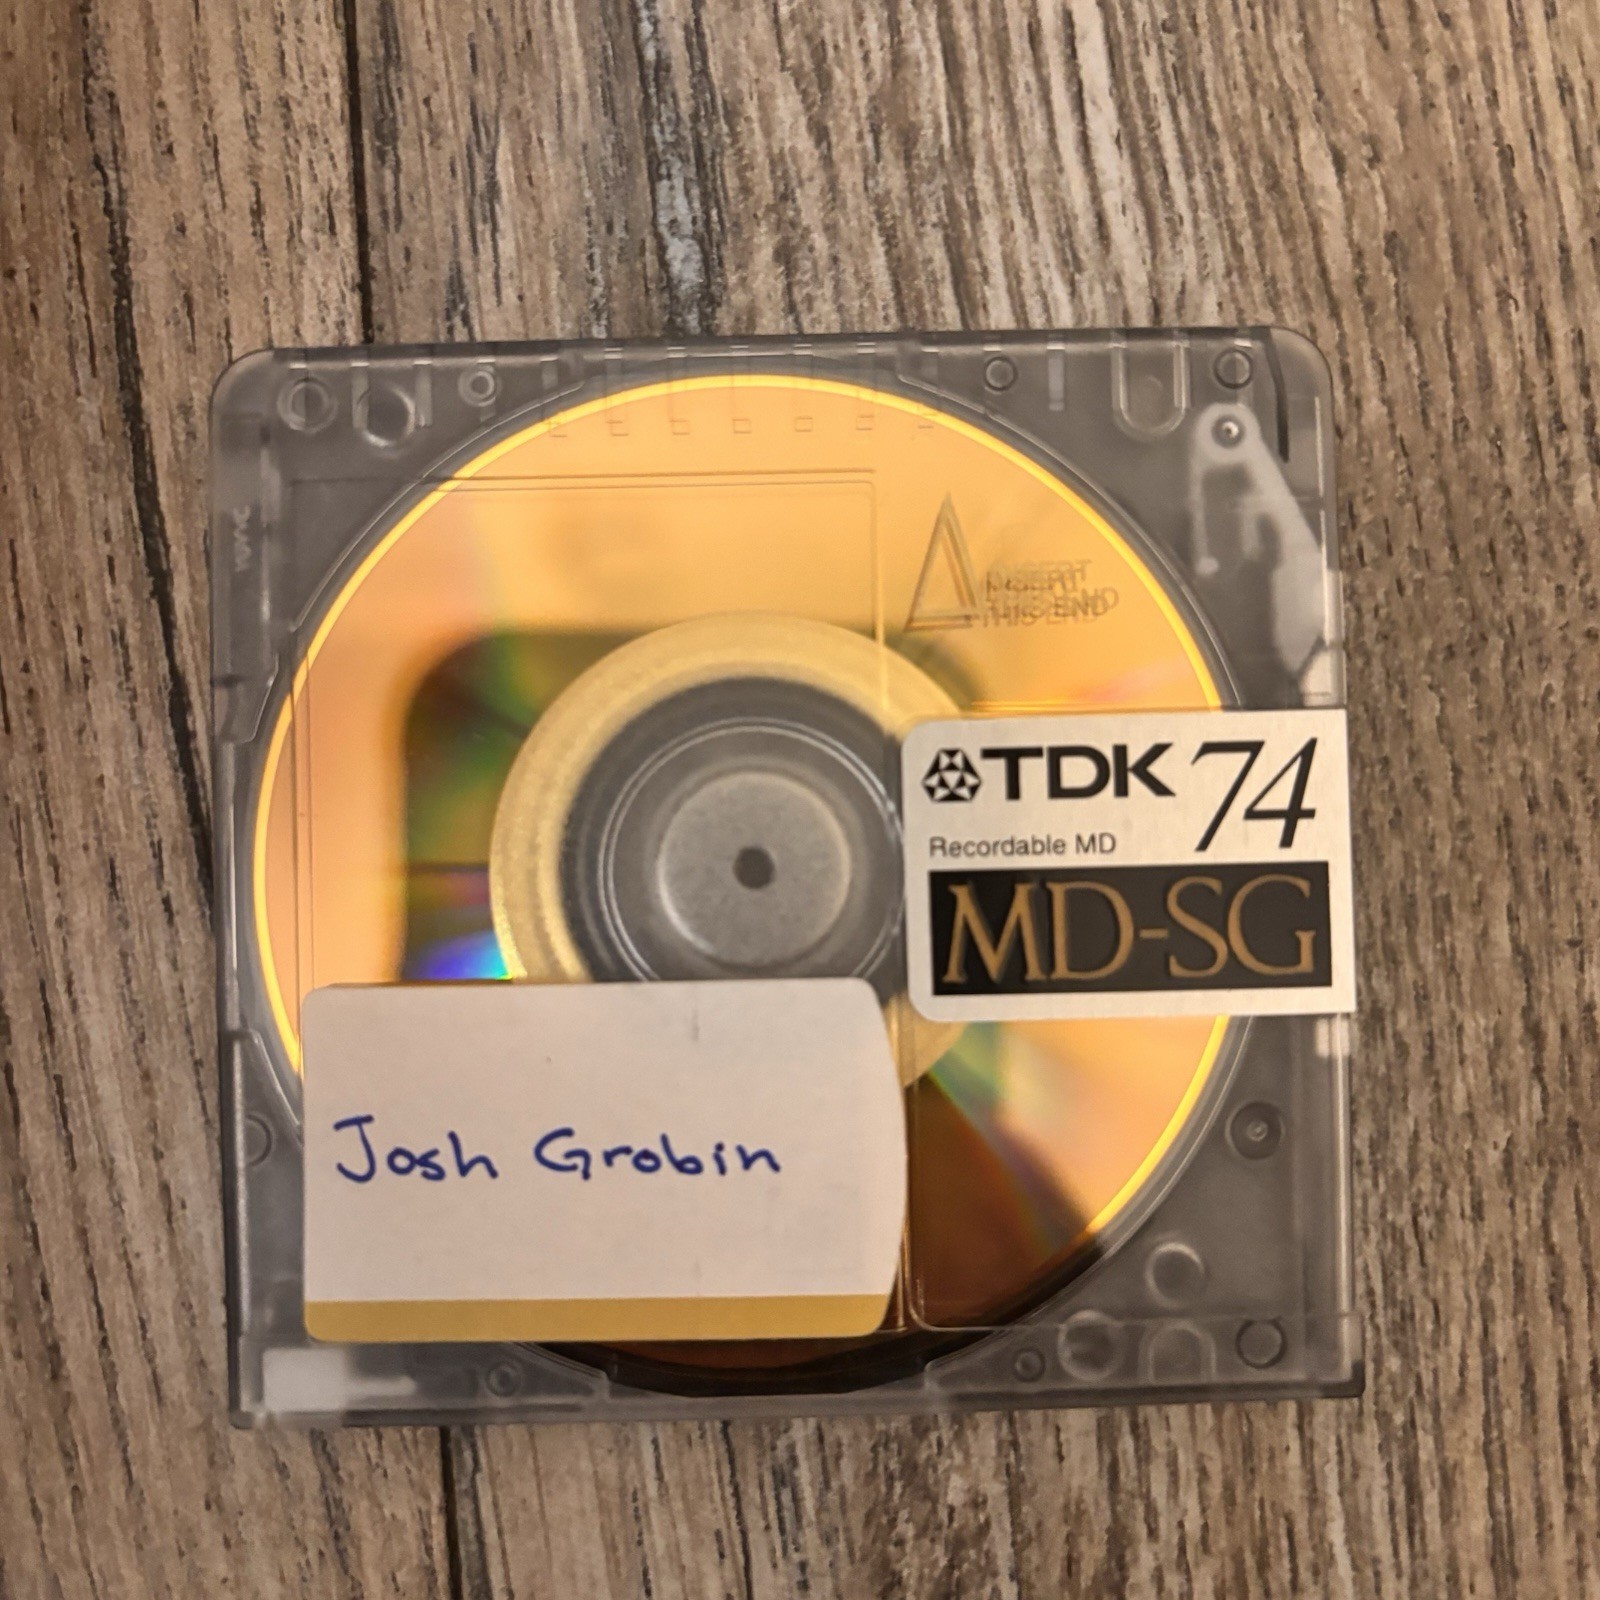 INSERT
THIS END
TDK 74
Recordable MD
MD-SG
Josh Grobin